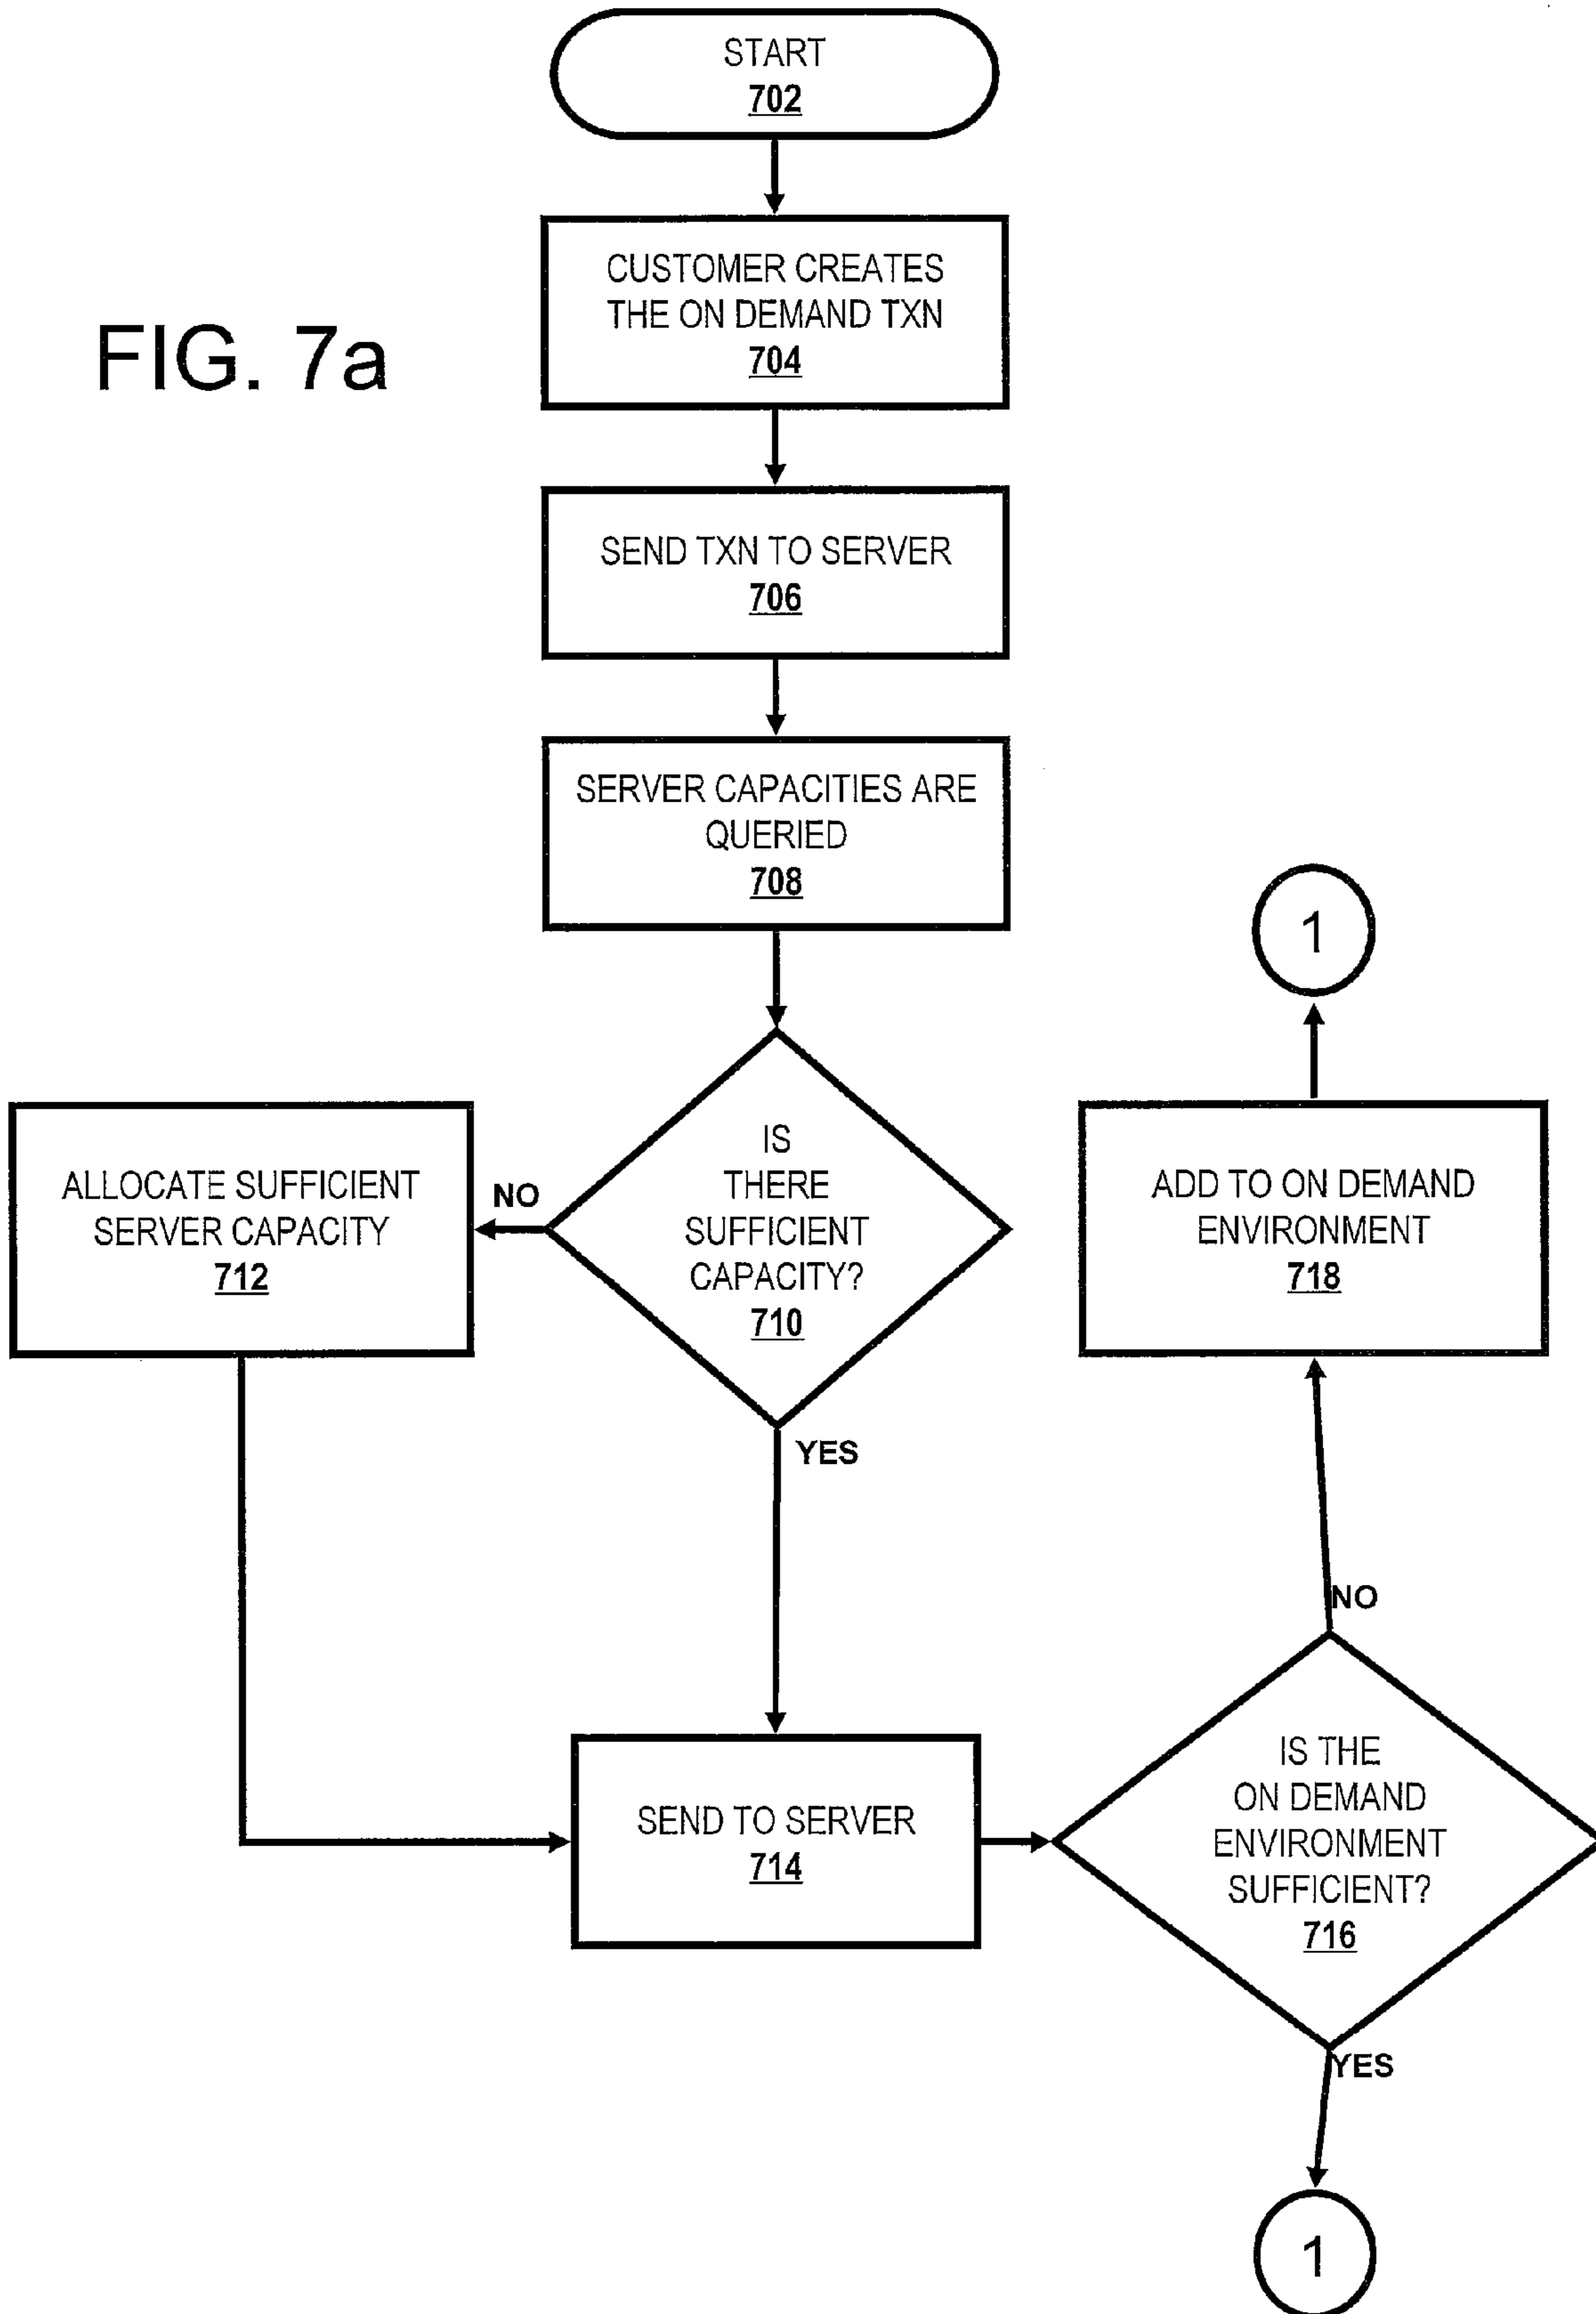 START
702
FIG. 7a
CUSTOMER CREATES
THE ON DEMAND TXN
704
SEND TXN TO SERVER
706
SERVER CAPACITIES ARE
QUERIED
708
1
ALLOCATE SUFFICIENT
SERVER CAPACITY
712
NO
IS
THERE
SUFFICIENT
CAPACITY?
710
YES
ADD TO ON DEMAND
ENVIRONMENT
718
NO
SEND TO SERVER
714
IS THE
ON DEMAND
ENVIRONMENT
SUFFICIENT?
716
YES
1